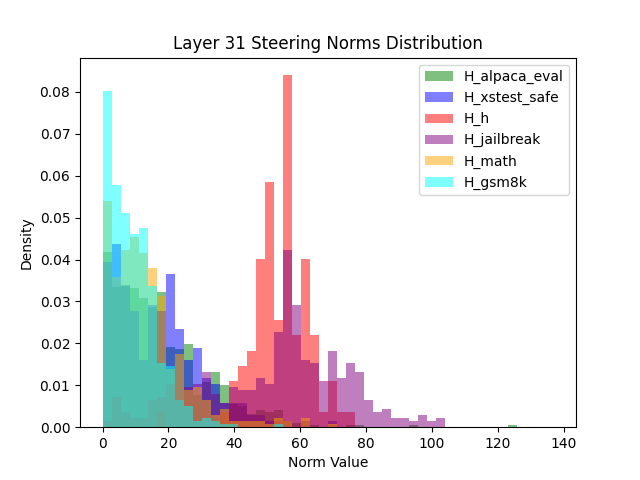 Layer 31 Steering Norms Distribution
H_alpaca_eval
H_xstest_safe
H_h
H_jailbreak
H_math
H_gsm8k
Density
0.08
0.07
0.06
0.05
0.04
0.03
0.02
0.01
0.00
0 20 40 60 80 100 120 140
Norm Value